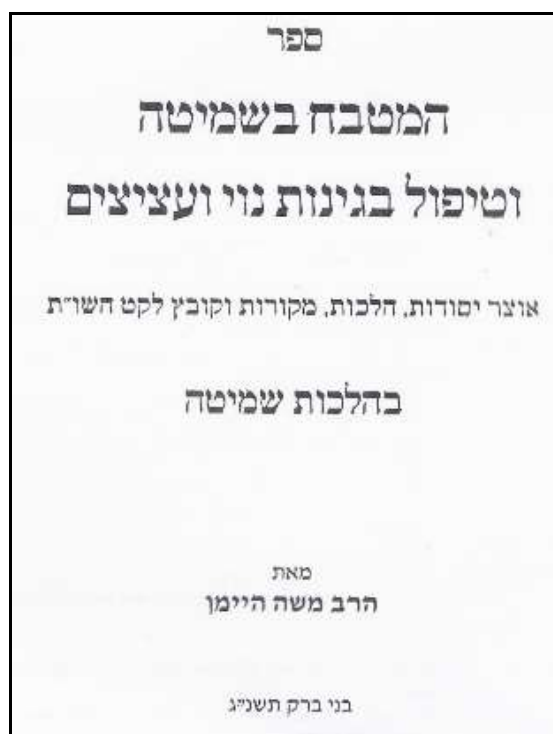 ספר
המטבח בשמיטה
וטיפול בגינות נוי ועציצים
אוצר יסודות, הלכות, מקורות וקובץ לקט השו״ת
בהלכות שמיטה
מאת
הרב משה היימן
בני ברק תשנ״ג